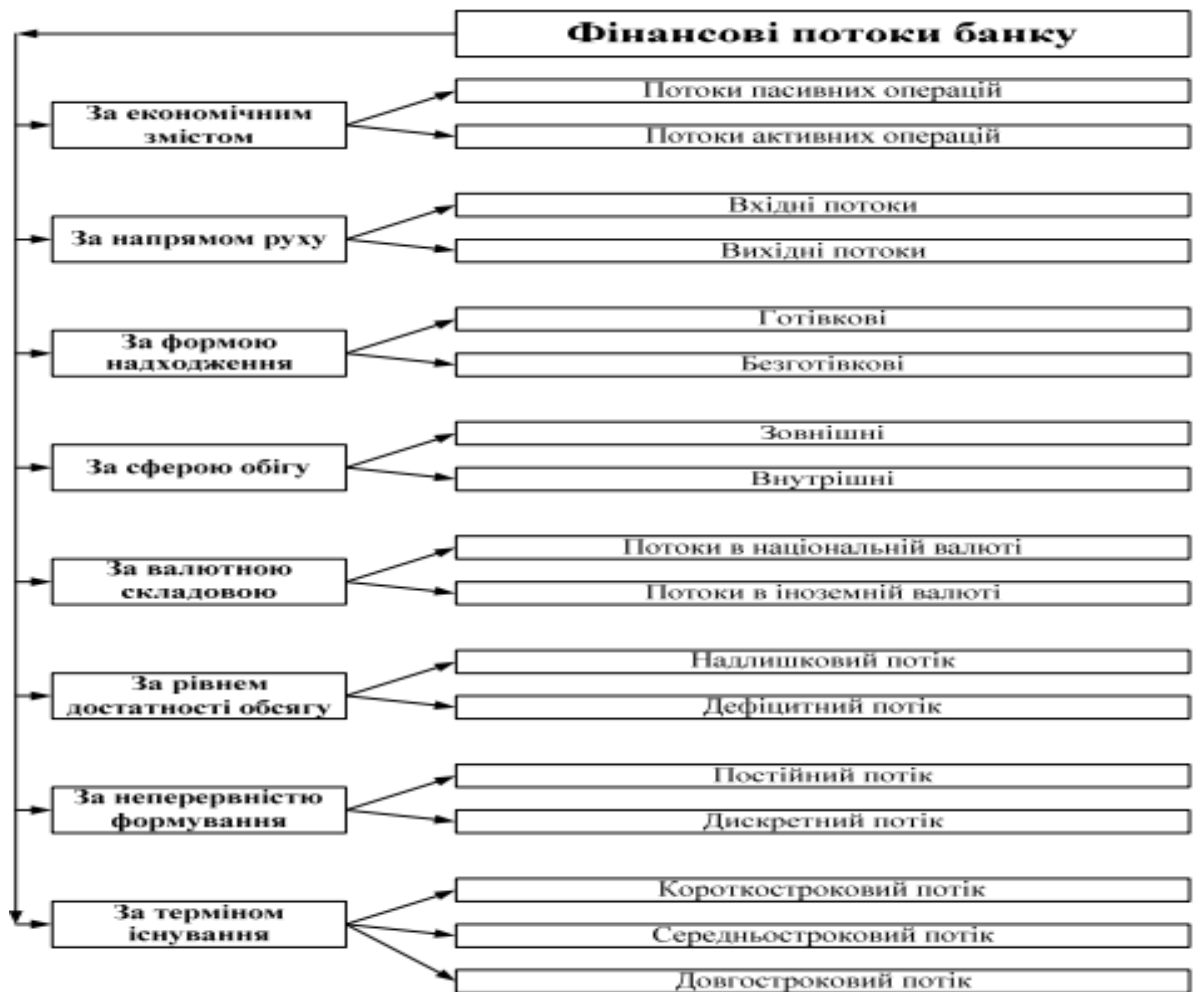 Фінансові потоки банку
За економічним
змістом
Потоки пасивних операцій
Потоки активних операцій
За напрямом руху
Вхідні потоки
Вихідні потоки
За формою
надходження
Готівкові
Безготівкові
За сферою обігу
Зовнішні
Внутрішні
За валютною
складовою
Потоки в національній валюті
Потоки в іноземній валюті
За рівнем
достатності обсягу
Надлишковий потік
Дефіцитний потік
За неперервністю
формування
Постійний потік
Дискретний потік
За терміном
існування
Короткостроковий потік
Середньостроковий потік
Довгостроковий потік